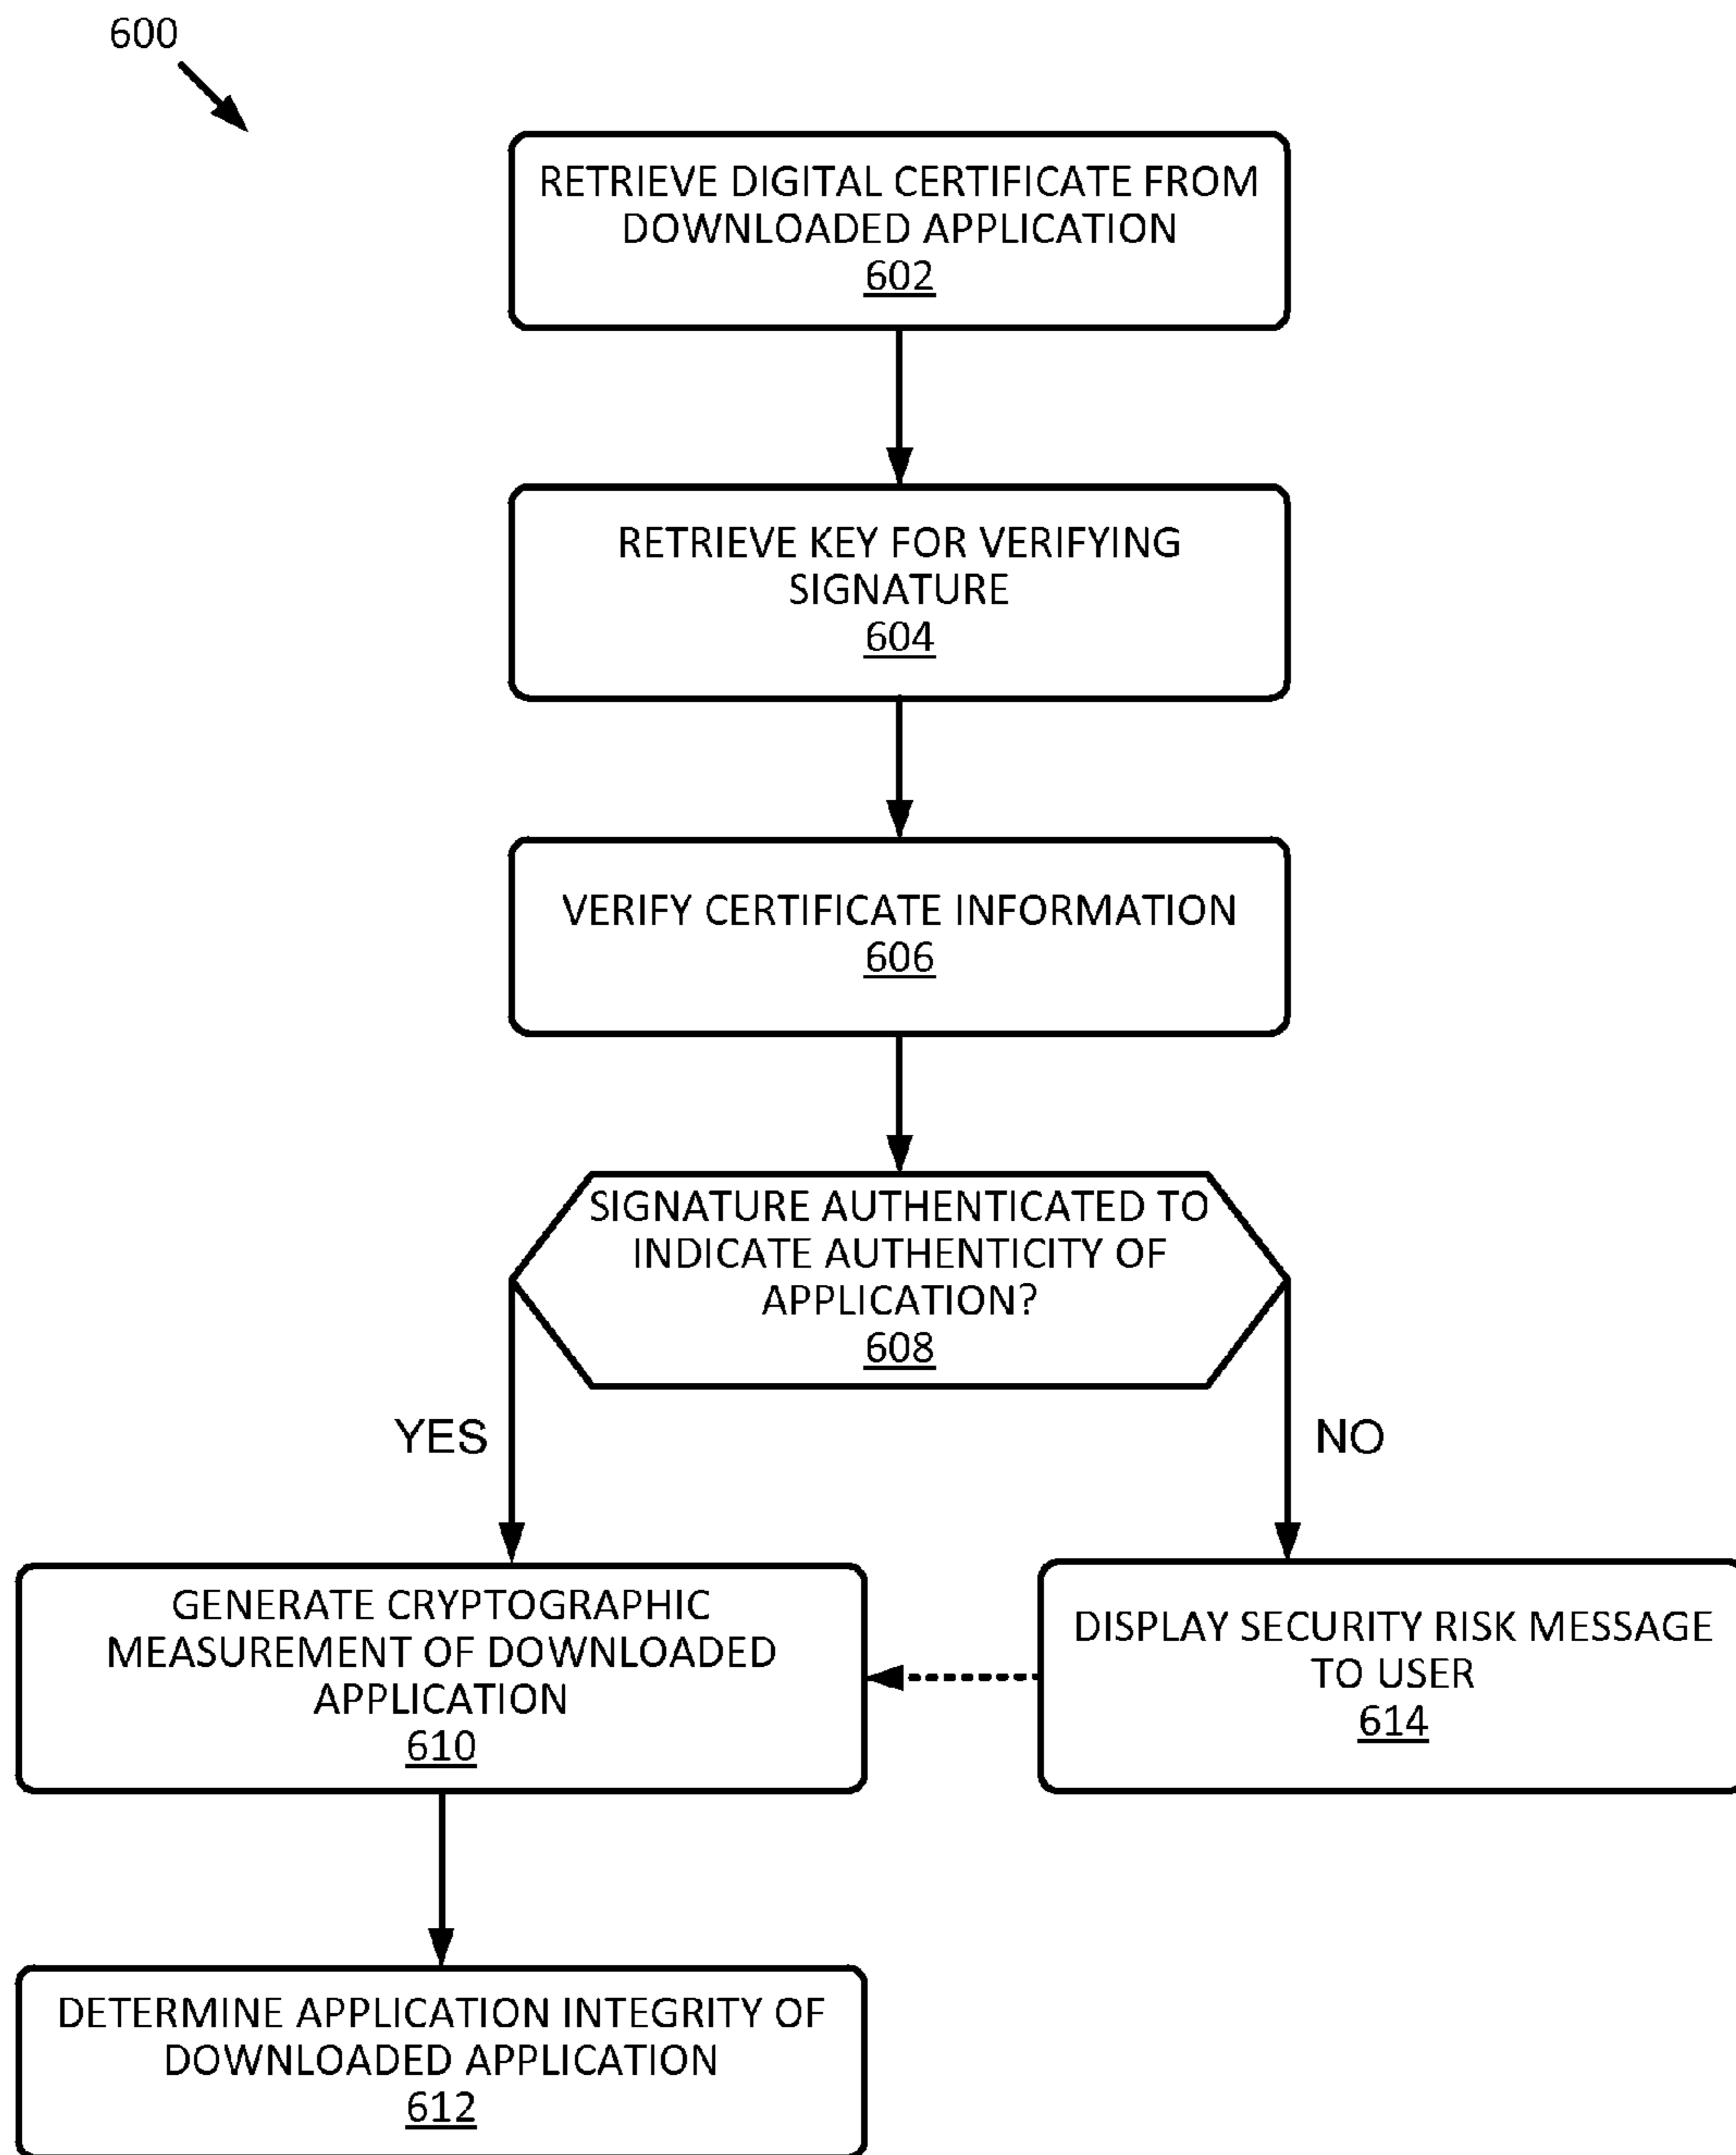 600
RETRIEVE DIGITAL CERTIFICATE FROM
DOWNLOADED APPLICATION
602
RETRIEVE KEY FOR VERIFYING
SIGNATURE
604
VERIFY CERTIFICATE INFORMATION
606
SIGNATURE AUTHENTICATED TO
INDICATE AUTHENTICITY OF
APPLICATION?
608
YES
NO
GENERATE CRYPTOGRAPHIC
MEASUREMENT OF DOWNLOADED
APPLICATION
610
DISPLAY SECURITY RISK MESSAGE
TO USER
614
DETERMINE APPLICATION INTEGRITY OF
DOWNLOADED APPLICATION
612